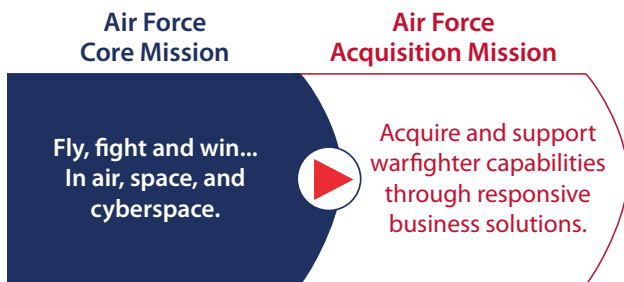 Air Force
Core Mission
Air Force
Acquisition Mission
Fly, fight and win...
In air, space, and
cyberspace.
Acquire and support
warfighter capabilities
through responsive
business solutions.